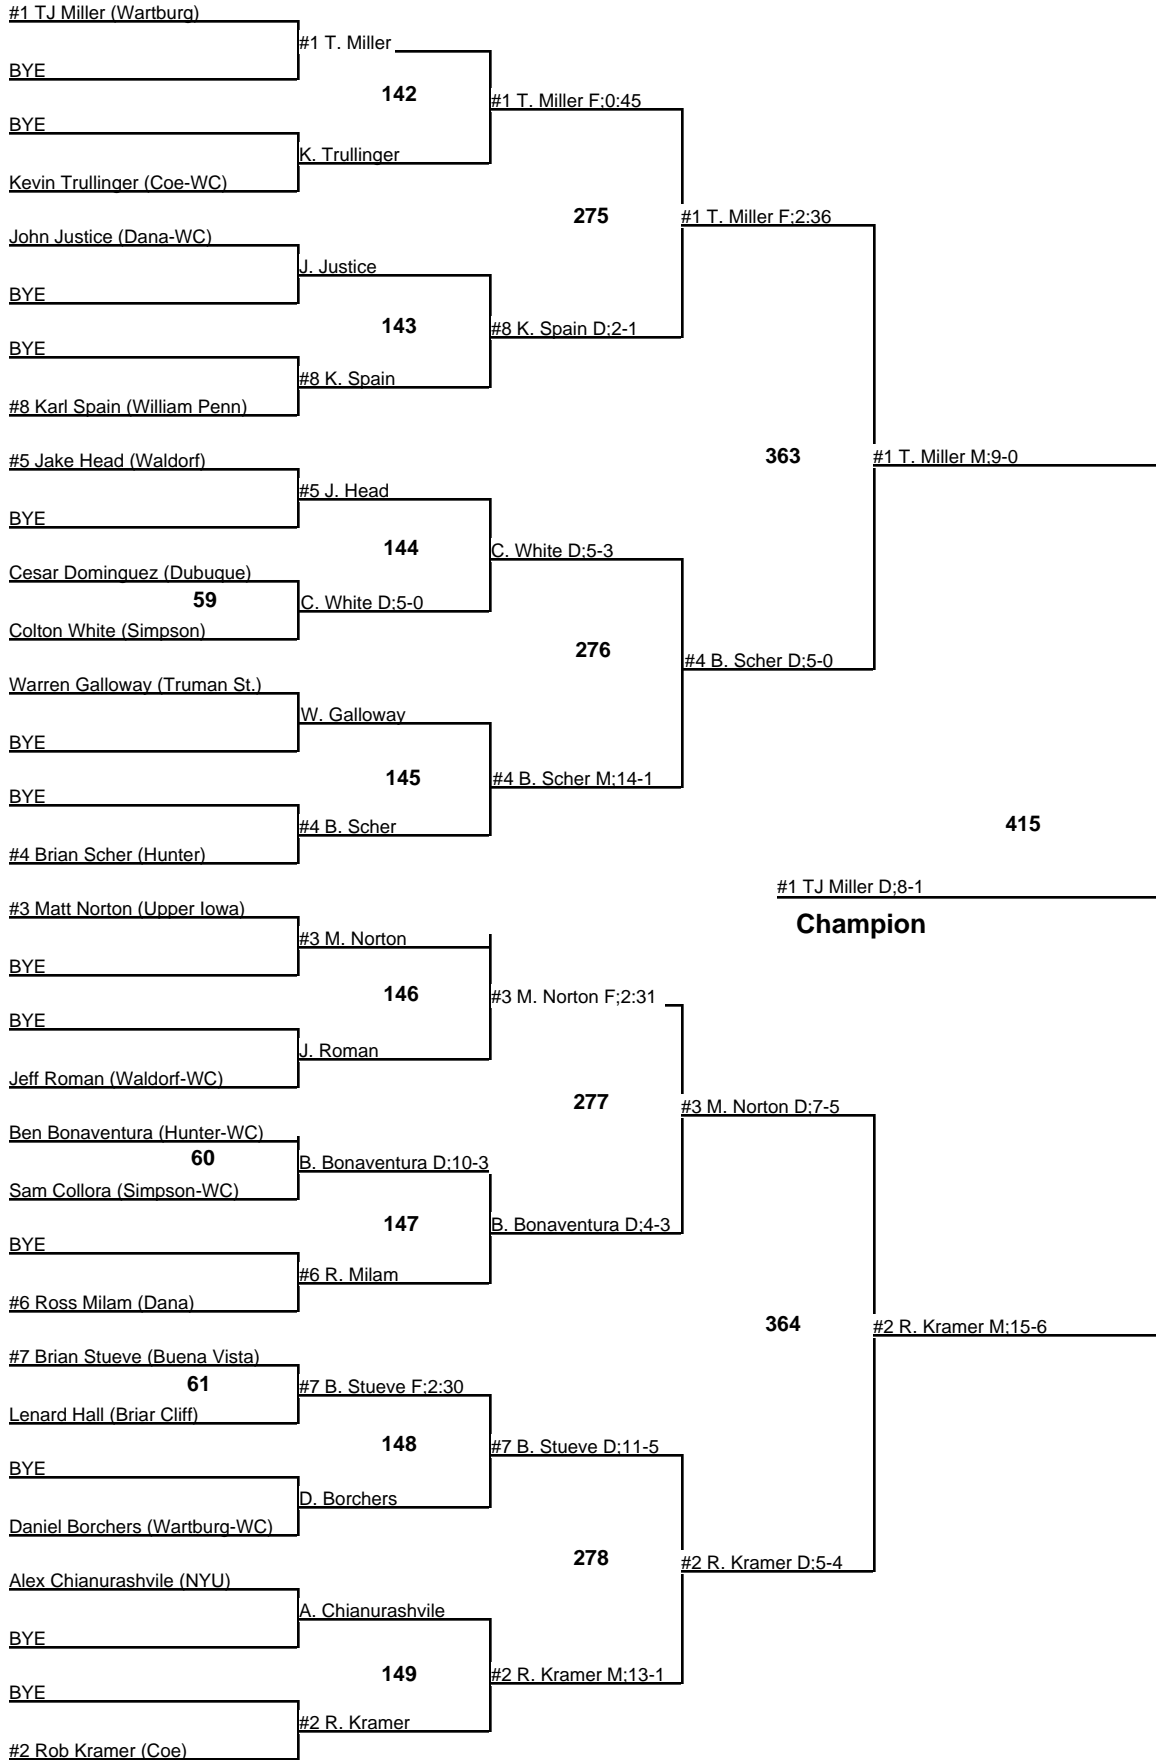 #1 TJ Miller (Wartburg)
#1 T. Miller
BYE
142
#1 T. Miller F;0:45
BYE
K. Trullinger
Kevin Trullinger (Coe-WC)
275
#1 T. Miller F;2:36
John Justice (Dana-WC)
J. Justice
BYE
143
#8 K. Spain D;2-1
BYE
#8 K. Spain
#8 Karl Spain (William Penn)
363
#1 T. Miller M;9-0
#5 Jake Head (Waldorf)
#5 J. Head
BYE
144
C. White D;5-3
Cesar Dominguez (Dubuque)
59
C. White D;5-0
Colton White (Simpson)
276
#4 B. Scher D;5-0
Warren Galloway (Truman St.)
W. Galloway
BYE
145
#4 B. Scher M;14-1
BYE
#4 B. Scher
415
#4 Brian Scher (Hunter)
#1 TJ Miller D;8-1
#3 Matt Norton (Upper Iowa)
Champion
#3 M. Norton
BYE
146
#3 M. Norton F;2:31
BYE
J. Roman
Jeff Roman (Waldorf-WC)
277
#3 M. Norton D;7-5
Ben Bonaventura (Hunter-WC)
60
B. Bonaventura D;10-3
Sam Collora (Simpson-WC)
147
B. Bonaventura D;4-3
BYE
#6 R. Milam
#6 Ross Milam (Dana)
364
#2 R. Kramer M;15-6
#7 Brian Stueve (Buena Vista)
61
#7 B. Stueve F;2:30
Lenard Hall (Briar Cliff)
148
#7 B. Stueve D;11-5
BYE
D. Borchers
Daniel Borchers (Wartburg-WC)
278
#2 R. Kramer D;5-4
Alex Chianurashvile (NYU)
A. Chianurashvile
BYE
149
#2 R. Kramer M;13-1
BYE
#2 R. Kramer
#2 Rob Kramer (Coe)